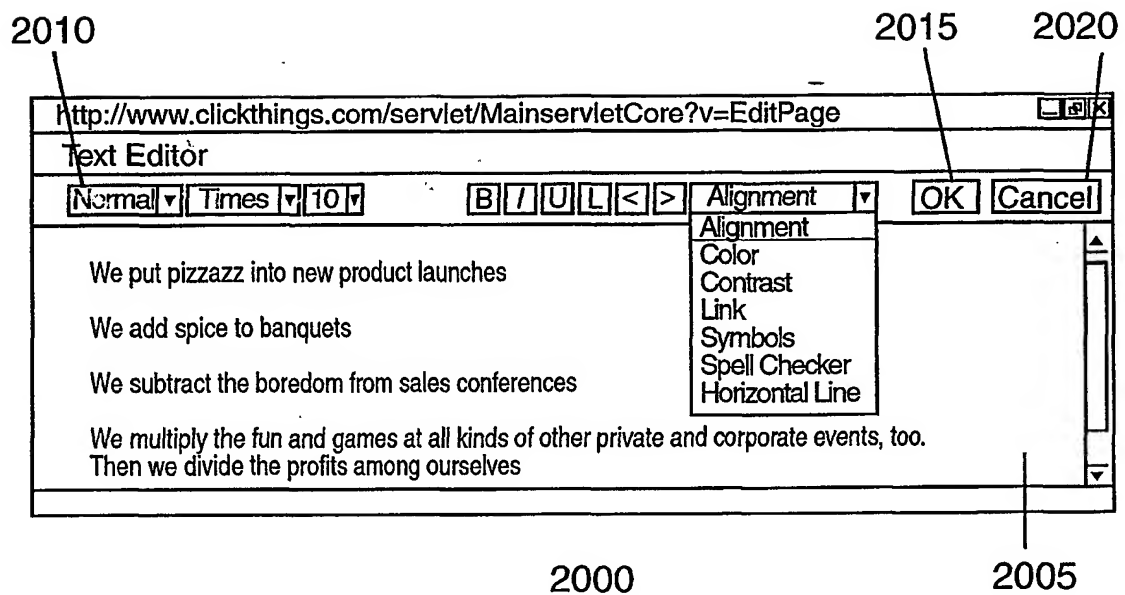 2010 2015 2020
http://www.clickthings.com/servlet/MainservletCore?v=EditPage
Text Editor
Normal Times 10 B I U L < > Alignment OK Cancel
Alignment
Color
Contrast
Link
Symbols
Spell Checker
Horizontal Line
We put pizzazz into new product launches
We add spice to banquets
We subtract the boredom from sales conferences
We multiply the fun and games at all kinds of other private and corporate events, too.
Then we divide the profits among ourselves
2000 2005